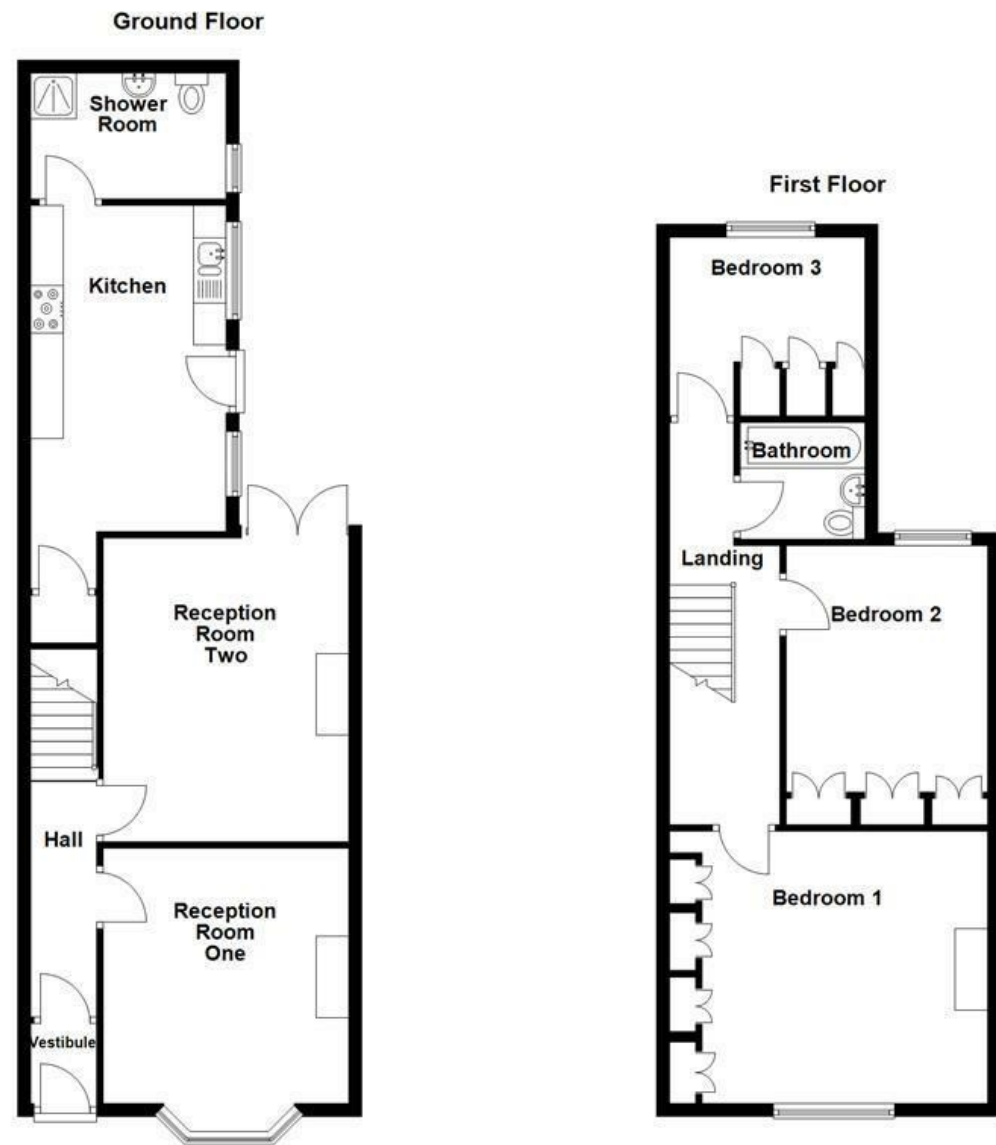 Ground Floor
Shower
Room
Kitchen
Reception
Room
Two
Hall
Reception
Room
One
Vestibule
First Floor
Bedroom 3
Bathroom
Landing
Bedroom 2
Bedroom 1